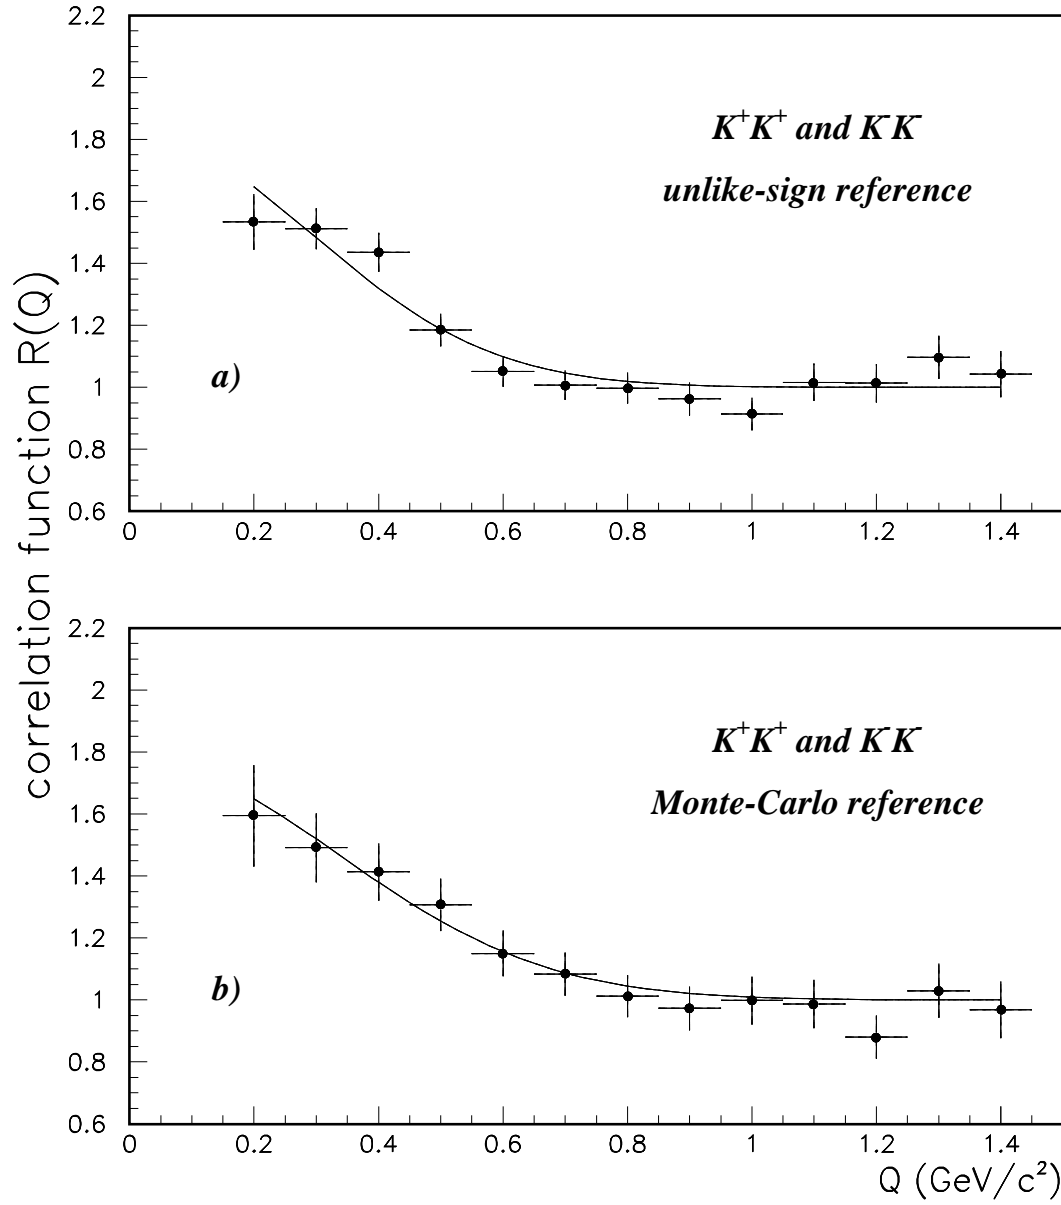 correlation function R(Q)
2.2
2
1.8
1.6
1.4
1.2
1
0.8
0.6
K⁺K⁺ and K⁻K⁻
unlike-sign reference
a)
0 0.2 0.4 0.6 0.8 1 1.2 1.4
2.2
2
1.8
1.6
1.4
1.2
1
0.8
0.6
K⁺K⁺ and K⁻K⁻
Monte-Carlo reference
b)
0 0.2 0.4 0.6 0.8 1 1.2 1.4
Q (GeV/c²)